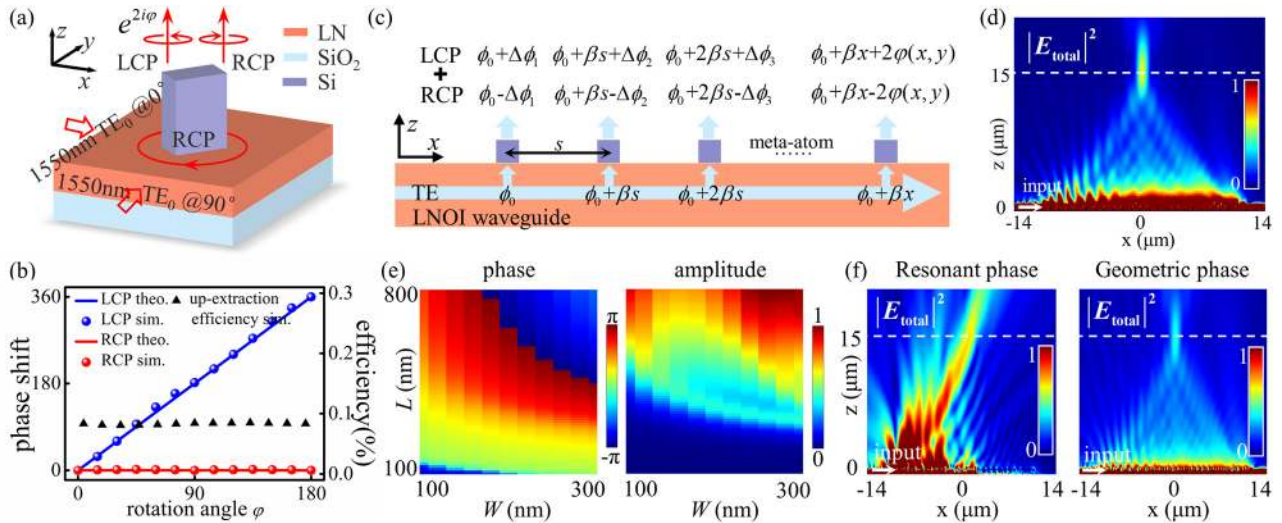 (a)
z
y
x
e^{2iφ}
LCP
RCP
LN
SiO₂
Si
RCP
1550nm TE₀ @0°
1550nm TE₀ @90°
(b)
LCP theo.
LCP sim.
RCP theo.
RCP sim.
up-extraction
efficiency sim.
phase shift
360
180
0
efficiency(%)
0.3
0.2
0.1
0.0
0 90 180
rotation angle φ
(c)
LCP ϕ₀+Δϕ₁ ϕ₀+βs+Δϕ₂ ϕ₀+2βs+Δϕ₃ ϕ₀+βx+2φ(x, y)
+
RCP ϕ₀-Δϕ₁ ϕ₀+βs-Δϕ₂ ϕ₀+2βs-Δϕ₃ ϕ₀+βx-2φ(x, y)
z
x
s
meta-atom
......
TE ϕ₀ ϕ₀+βs ϕ₀+2βs ϕ₀+βx
LNOI waveguide
(d)
|E_total|²
z (μm)
15
0
1
0
input
-14 0 14
x (μm)
(e)
phase
amplitude
L (nm)
800
100
π
-π
1
0
100 300
W (nm)
100 300
W (nm)
(f)
Resonant phase
Geometric phase
|E_total|²
|E_total|²
z (μm)
15
0
1
0
1
0
input
input
-14 0 14
x (μm)
-14 0 14
x (μm)